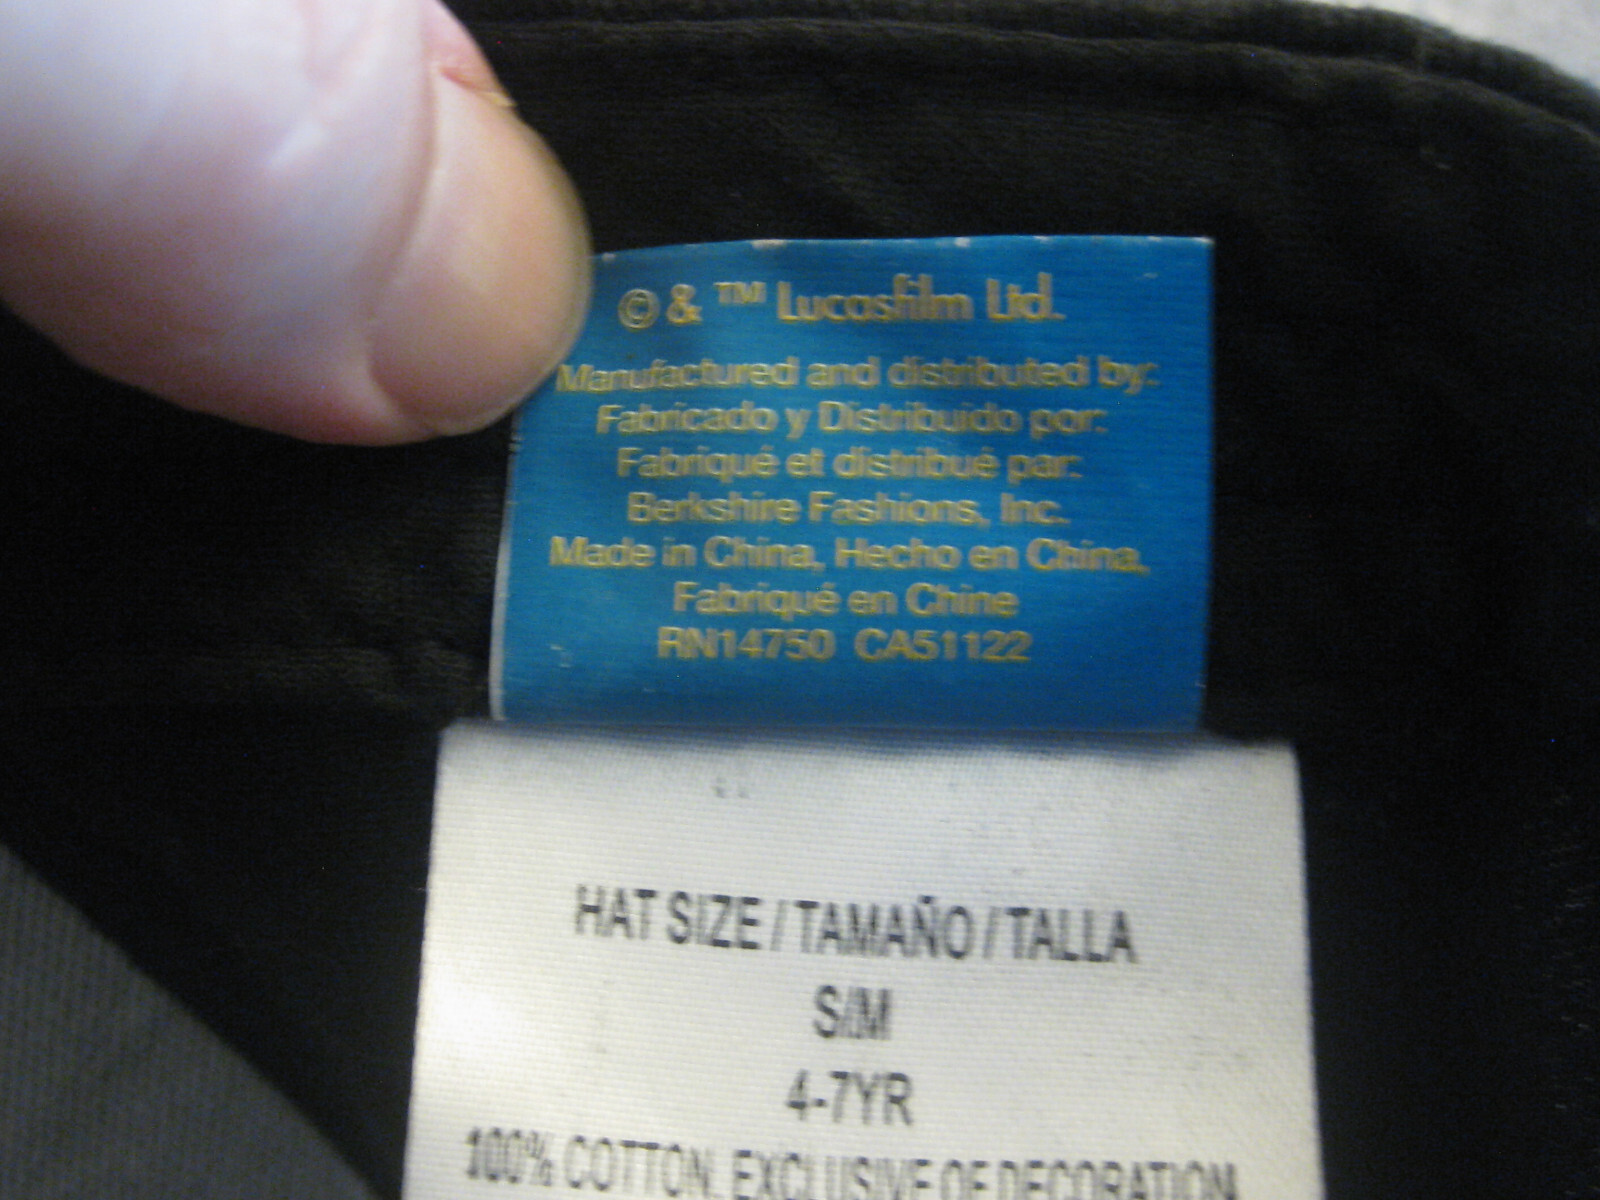 © & ™ Lucasfilm Ltd.
Manufactured and distributed by:
Fabricado y Distribuido por:
Fabriqué et distribué par:
Berkshire Fashions, Inc.
Made in China, Hecho en China,
Fabriqué en Chine
RN14750 CA51122
HAT SIZE / TAMAÑO / TALLA
S/M
4-7YR
100% COTTON. EXCLUSIVE OF DECORATION